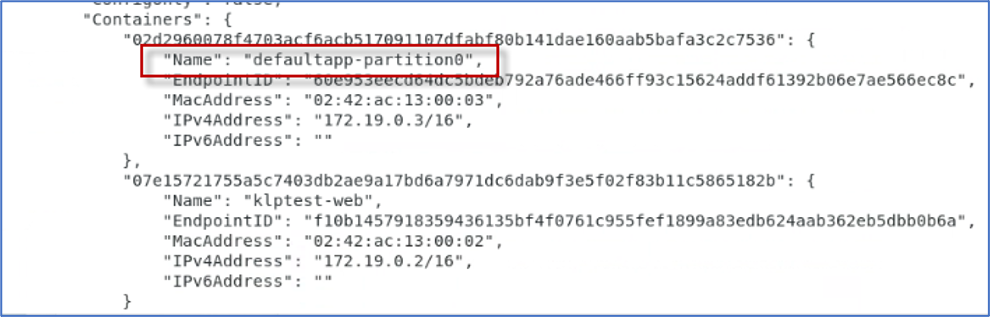 "Containers": {
"02d2960078f4703acf6acb517091107dfabf80b141dae160aab5bafa3c2c7536": {
"Name": "defaultapp-partition0",
"EndpointID": "60e953eecd64dc5bdeb792a76ade466ff93c15624addf61392b06e7ae566ec8c",
"MacAddress": "02:42:ac:13:00:03",
"IPv4Address": "172.19.0.3/16",
"IPv6Address": ""
},
"07e15721755a5c7403db2ae9a17bd6a7971dc6dab9f3e5f02f83b11c5865182b": {
"Name": "klptest-web",
"EndpointID": "f10b1457918359436135bf4f0761c955fef1899a83edb624aab362eb5dbb0b6a",
"MacAddress": "02:42:ac:13:00:02",
"IPv4Address": "172.19.0.2/16",
"IPv6Address": ""
}